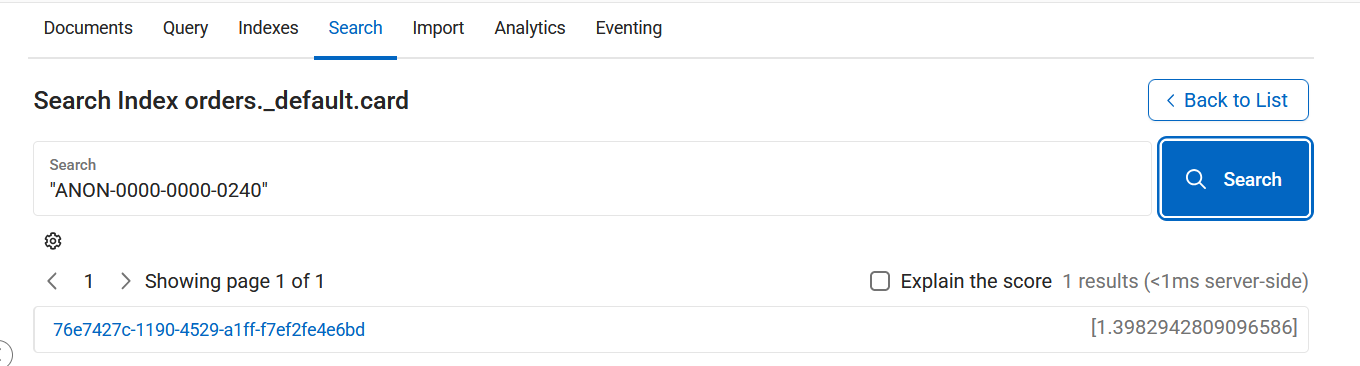 Documents Query Indexes Search Import Analytics Eventing
Search Index orders._default.card
Back to List
Search
"ANON-0000-0000-0240"
Search
1 Showing page 1 of 1
Explain the score 1 results (<1ms server-side)
76e7427c-1190-4529-a1ff-f7ef2fe4e6bd [1.3982942809096586]